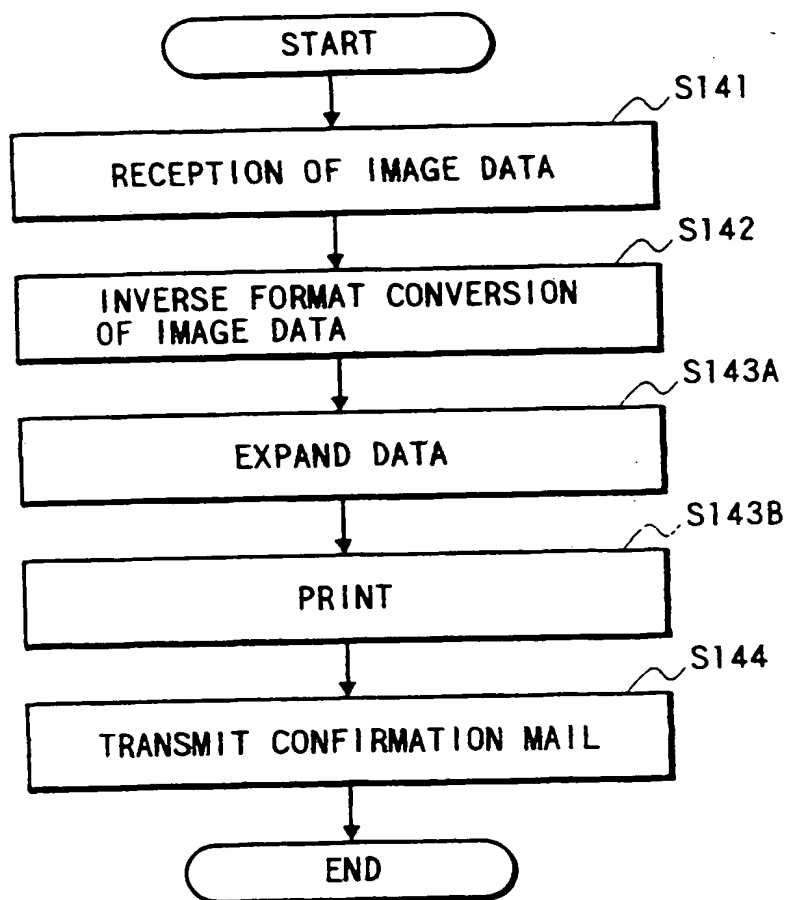 START
S141
RECEPTION OF IMAGE DATA
S142
INVERSE FORMAT CONVERSION
OF IMAGE DATA
S143A
EXPAND DATA
S143B
PRINT
S144
TRANSMIT CONFIRMATION MAIL
END